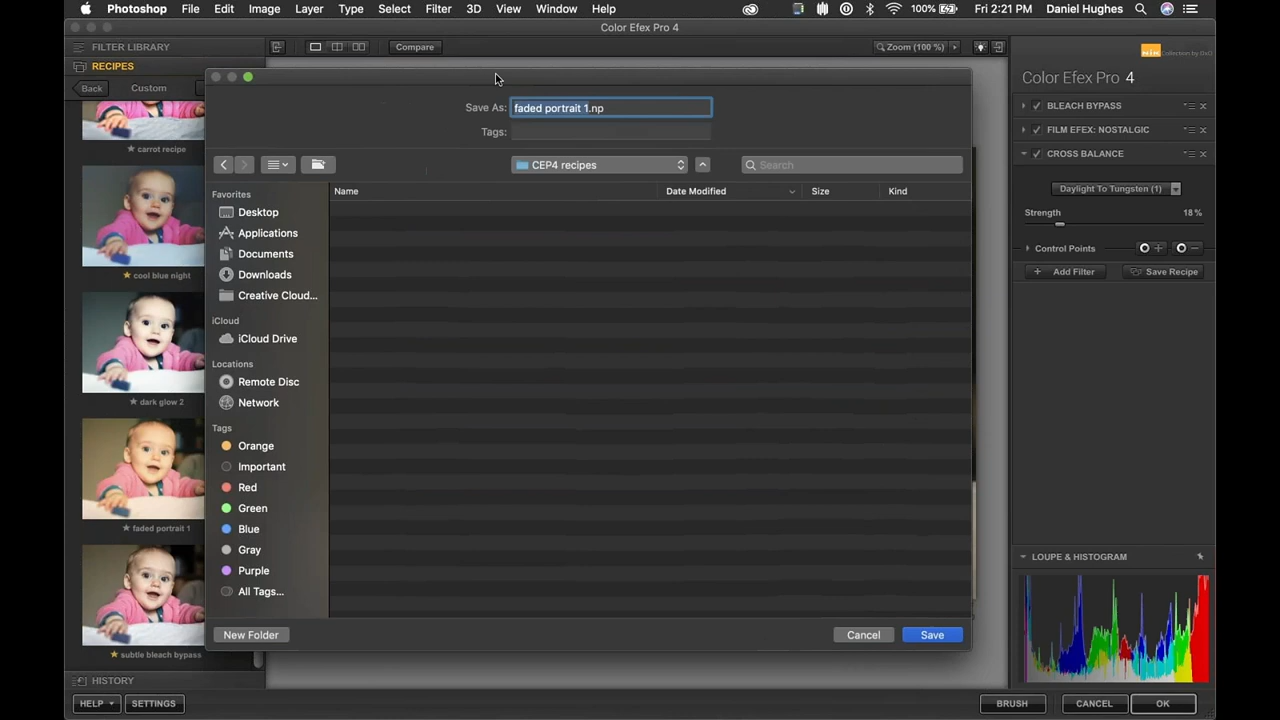 Photoshop File Edit Image Layer Type Select Filter 3D View Window Help 100% Fri 2:21 PM Daniel Hughes
Color Efex Pro 4
FILTER LIBRARY
Compare
Zoom (100 %)
RECIPES
Back Custom
carrot recipe
cool blue night
dark glow 2
faded portrait 1
subtle bleach bypass
HISTORY
HELP SETTINGS
Save As: faded portrait 1.np
Tags:
CEP4 recipes
Search
Name Date Modified Size Kind
Favorites
Desktop
Applications
Documents
Downloads
Creative Cloud...
iCloud
iCloud Drive
Locations
Remote Disc
Network
Tags
Orange
Important
Red
Green
Blue
Gray
Purple
All Tags...
New Folder Cancel Save
Nik Collection by DxO
Color Efex Pro 4
BLEACH BYPASS
FILM EFEX: NOSTALGIC
CROSS BALANCE
Daylight To Tungsten (1)
Strength 18 %
Control Points
Add Filter Save Recipe
LOUPE & HISTOGRAM
BRUSH CANCEL OK